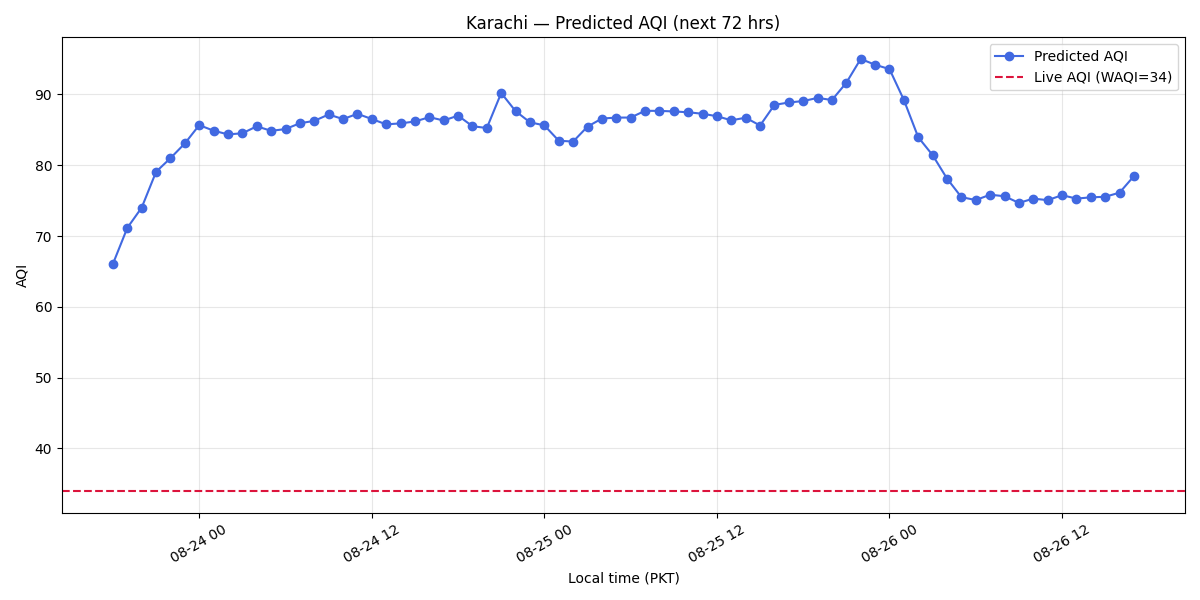 Karachi — Predicted AQI (next 72 hrs)
Predicted AQI
Live AQI (WAQI=34)
AQI
90
80
70
60
50
40
08-24 00
08-24 12
08-25 00
08-25 12
08-26 00
08-26 12
Local time (PKT)